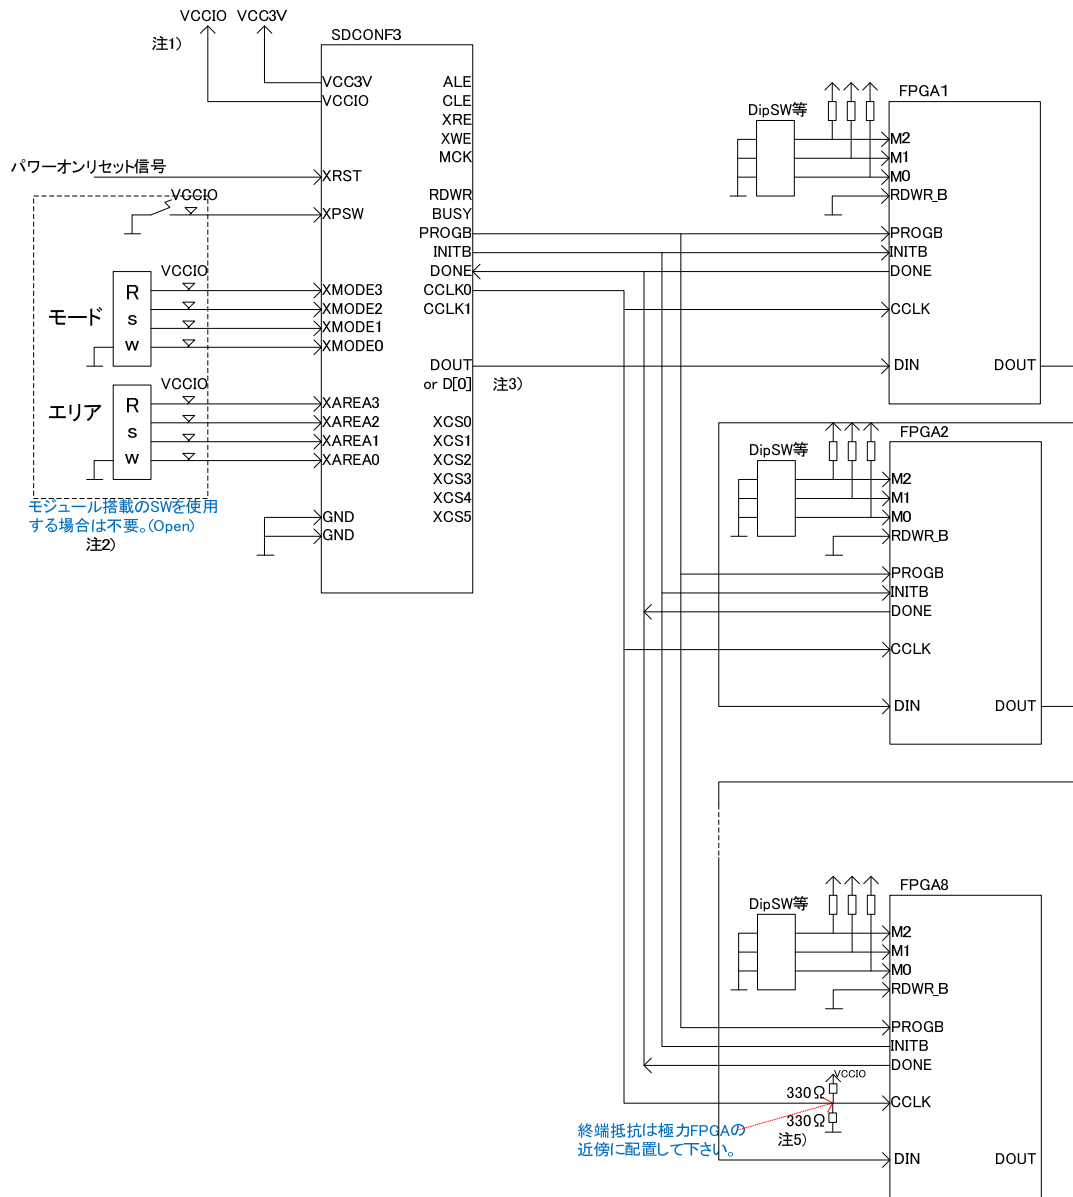 VCCIO
VCC3V
注1)
SDCONF3
VCC3V
VCCIO
パワーオンリセット信号
XRST
VCCIO
XPSW
VCCIO
モード
R
s
w
XMODE3
XMODE2
XMODE1
XMODE0
VCCIO
エリア
R
s
w
XAREA3
XAREA2
XAREA1
XAREA0
モジュール搭載のSWを使用
する場合は不要。(Open)
注2)
GND
GND
ALE
CLE
XRE
XWE
MCK
RDWR
BUSY
PROGB
INITB
DONE
CCLK0
CCLK1
DOUT
or D[0]
注3)
XCS0
XCS1
XCS2
XCS3
XCS4
XCS5
FPGA1
DipSW等
M2
M1
M0
RDWR_B
PROGB
INITB
DONE
CCLK
DIN
DOUT
FPGA2
DipSW等
M2
M1
M0
RDWR_B
PROGB
INITB
DONE
CCLK
DIN
DOUT
FPGA8
DipSW等
M2
M1
M0
RDWR_B
PROGB
INITB
DONE
VCCIO
330Ω
CCLK
330Ω
注5)
終端抵抗は極力FPGAの
近傍に配置して下さい。
DIN
DOUT